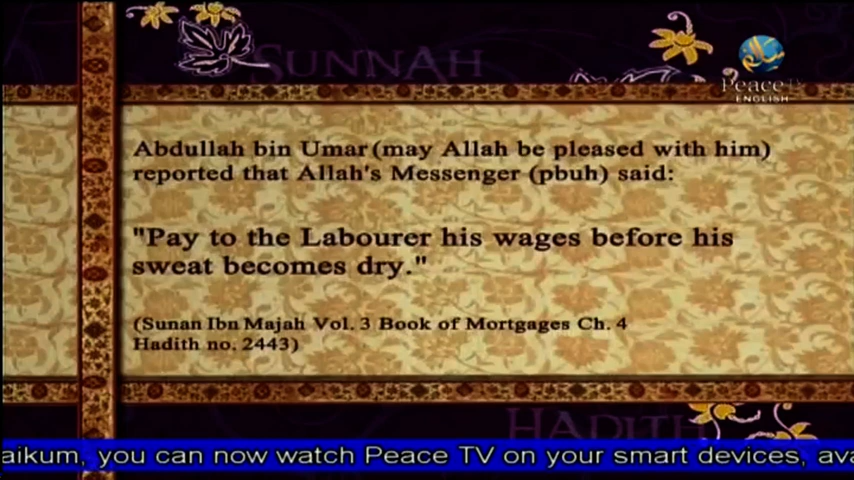 SUNNAH
Peace TV
ENGLISH
Abdullah bin Umar (may Allah be pleased with him)
reported that Allah's Messenger (pbuh) said:
"Pay to the Labourer his wages before his
sweat becomes dry."
(Sunan Ibn Majah Vol. 3 Book of Mortgages Ch. 4
Hadith no. 2443)
HADITH
aikum, you can now watch Peace TV on your smart devices, ava